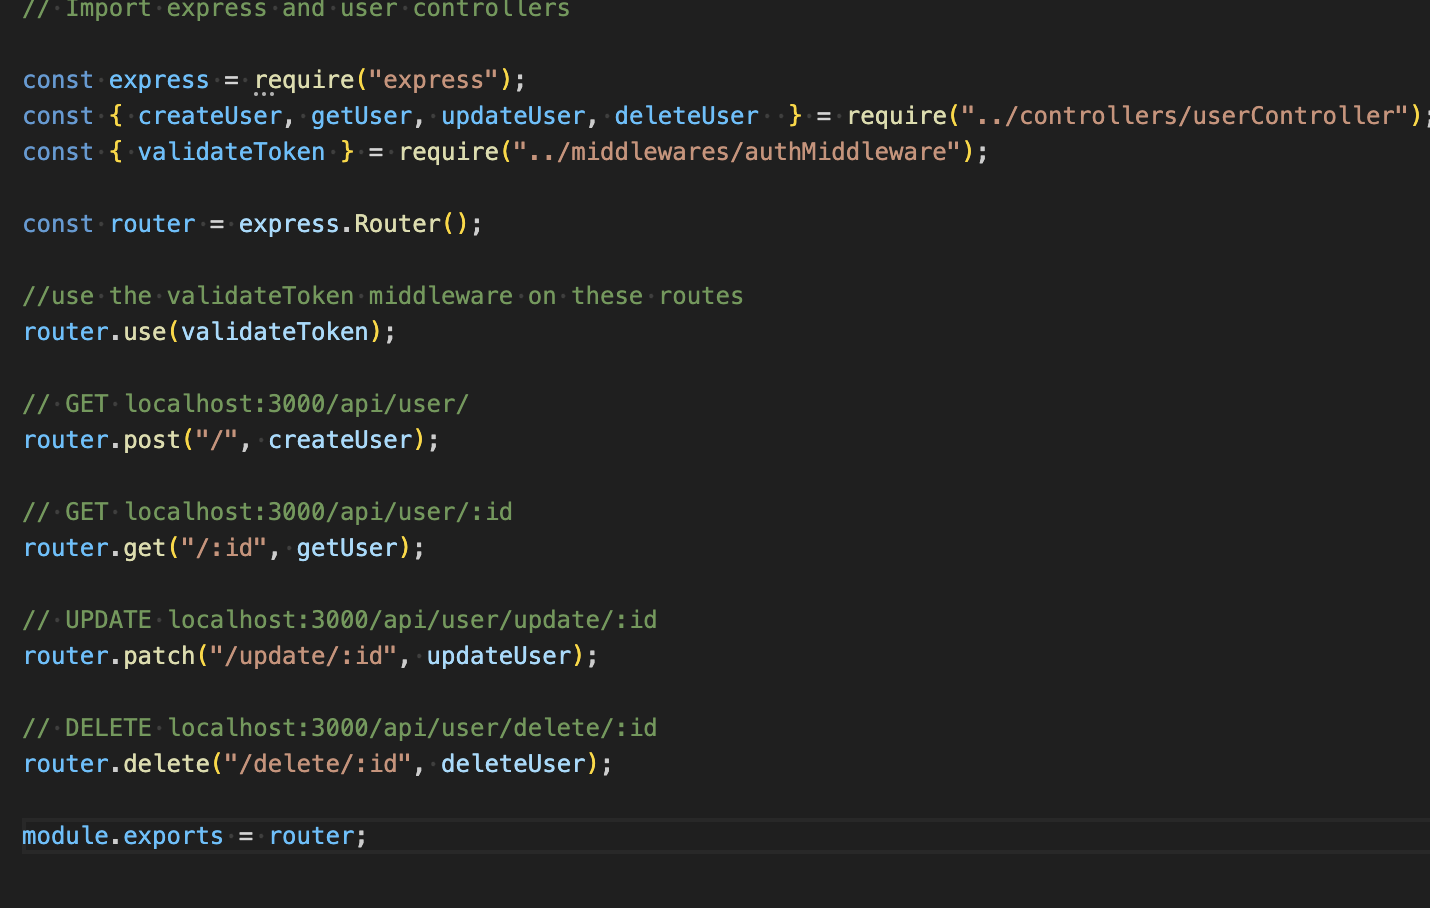 // Import express and user controllers
const express = require("express");
const { createUser, getUser, updateUser, deleteUser  } = require("../controllers/userController");
const { validateToken } = require("../middlewares/authMiddleware");
const router = express.Router();
//use the validateToken middleware on these routes
router.use(validateToken);
// GET localhost:3000/api/user/
router.post("/", createUser);
// GET localhost:3000/api/user/:id
router.get("/:id", getUser);
// UPDATE localhost:3000/api/user/update/:id
router.patch("/update/:id", updateUser);
// DELETE localhost:3000/api/user/delete/:id
router.delete("/delete/:id", deleteUser);
module.exports = router;